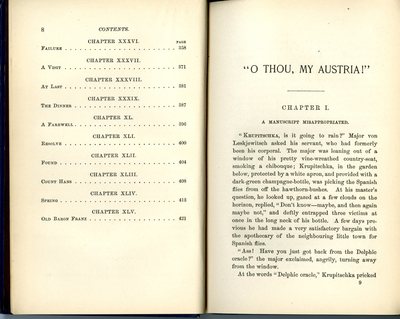 8 CONTENTS.
CHAPTER XXXVI.
PAGE
FAILURE . . . . . . . . . . . . . . . . . . . . 358
CHAPTER XXXVII.
A VISIT . . . . . . . . . . . . . . . . . . . . 371
CHAPTER XXXVIII.
AT LAST . . . . . . . . . . . . . . . . . . . . 381
CHAPTER XXXIX.
THE DINNER . . . . . . . . . . . . . . . . . . . . 387
CHAPTER XL.
A FAREWELL . . . . . . . . . . . . . . . . . . . . 396
CHAPTER XLI.
RESOLVE . . . . . . . . . . . . . . . . . . . . 400
CHAPTER XLII.
FOUND . . . . . . . . . . . . . . . . . . . . 404
CHAPTER XLIII.
COUNT HANS . . . . . . . . . . . . . . . . . . . . 408
CHAPTER XLIV.
SPRING . . . . . . . . . . . . . . . . . . . . 413
CHAPTER XLV.
OLD BARON FRANZ . . . . . . . . . . . . . . . . . . . . 421
"O THOU, MY AUSTRIA!"
CHAPTER I.
A MANUSCRIPT MISAPPROPRIATED.
"KRUPITSCHKA, is it going to rain?" Major von
Leskjewitsch asked his servant, who had formerly
been his corporal. The major was leaning out of a
window of his pretty vine-wreathed country-seat,
smoking a chibouque; Krupitschka, in the garden
below, protected by a white apron, and provided with a
dark-green champagne-bottle, was picking the Spanish
flies from off the hawthorn-bushes. At his master's
question, he looked up, gazed at a few clouds on the
horizon, replied, "Don't know—maybe, and then again
maybe not," and deftly entrapped three victims at
once in the long neck of his bottle. A few days pre-
vious he had made a very satisfactory bargain with
the apothecary of the neighbouring little town for
Spanish flies.
"Ass! Have you just got back from the Delphic
oracle?" the major exclaimed, angrily, turning away
from the window.
At the words "Delphic oracle," Krupitschka pricked
9